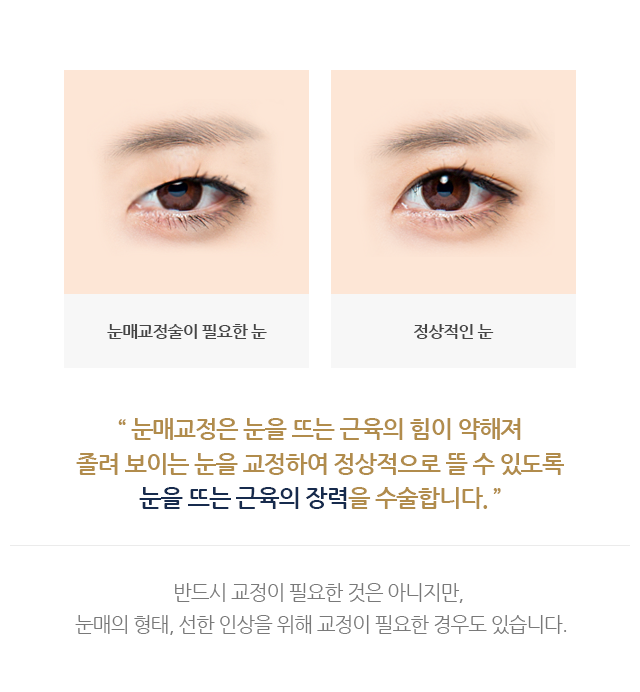 눈매교정술이 필요한 눈
정상적인 눈
“ 눈매교정은 눈을 뜨는 근육의 힘이 약해져
졸려 보이는 눈을 교정하여 정상적으로 뜰 수 있도록
눈을 뜨는 근육의 장력을 수술합니다. ”
반드시 교정이 필요한 것은 아니지만,
눈매의 형태, 선한 인상을 위해 교정이 필요한 경우도 있습니다.